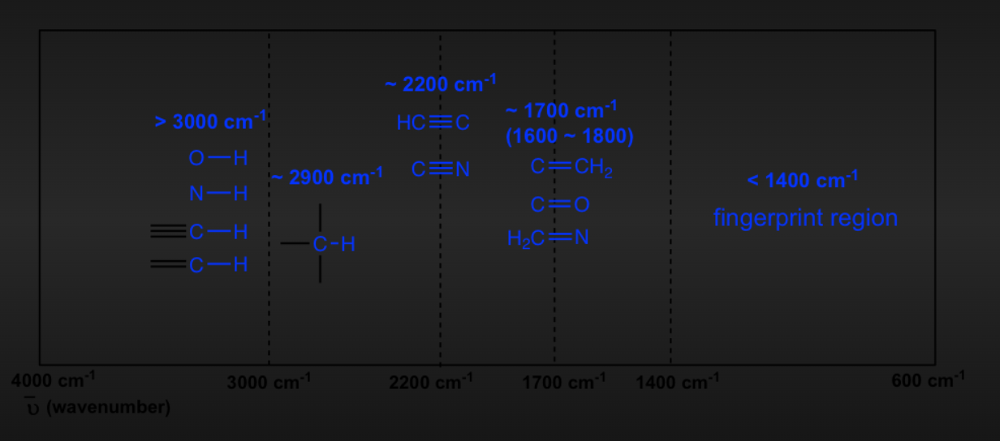 > 3000 cm-1
O—H
N—H
≡C—H
=C—H
~ 2900 cm-1
—C-H
~ 2200 cm-1
HC≡C
C≡N
~ 1700 cm-1
(1600 ~ 1800)
C=CH2
C=O
H2C=N
< 1400 cm-1
fingerprint region
4000 cm-1
3000 cm-1
2200 cm-1
1700 cm-1
1400 cm-1
600 cm-1
ῡ (wavenumber)